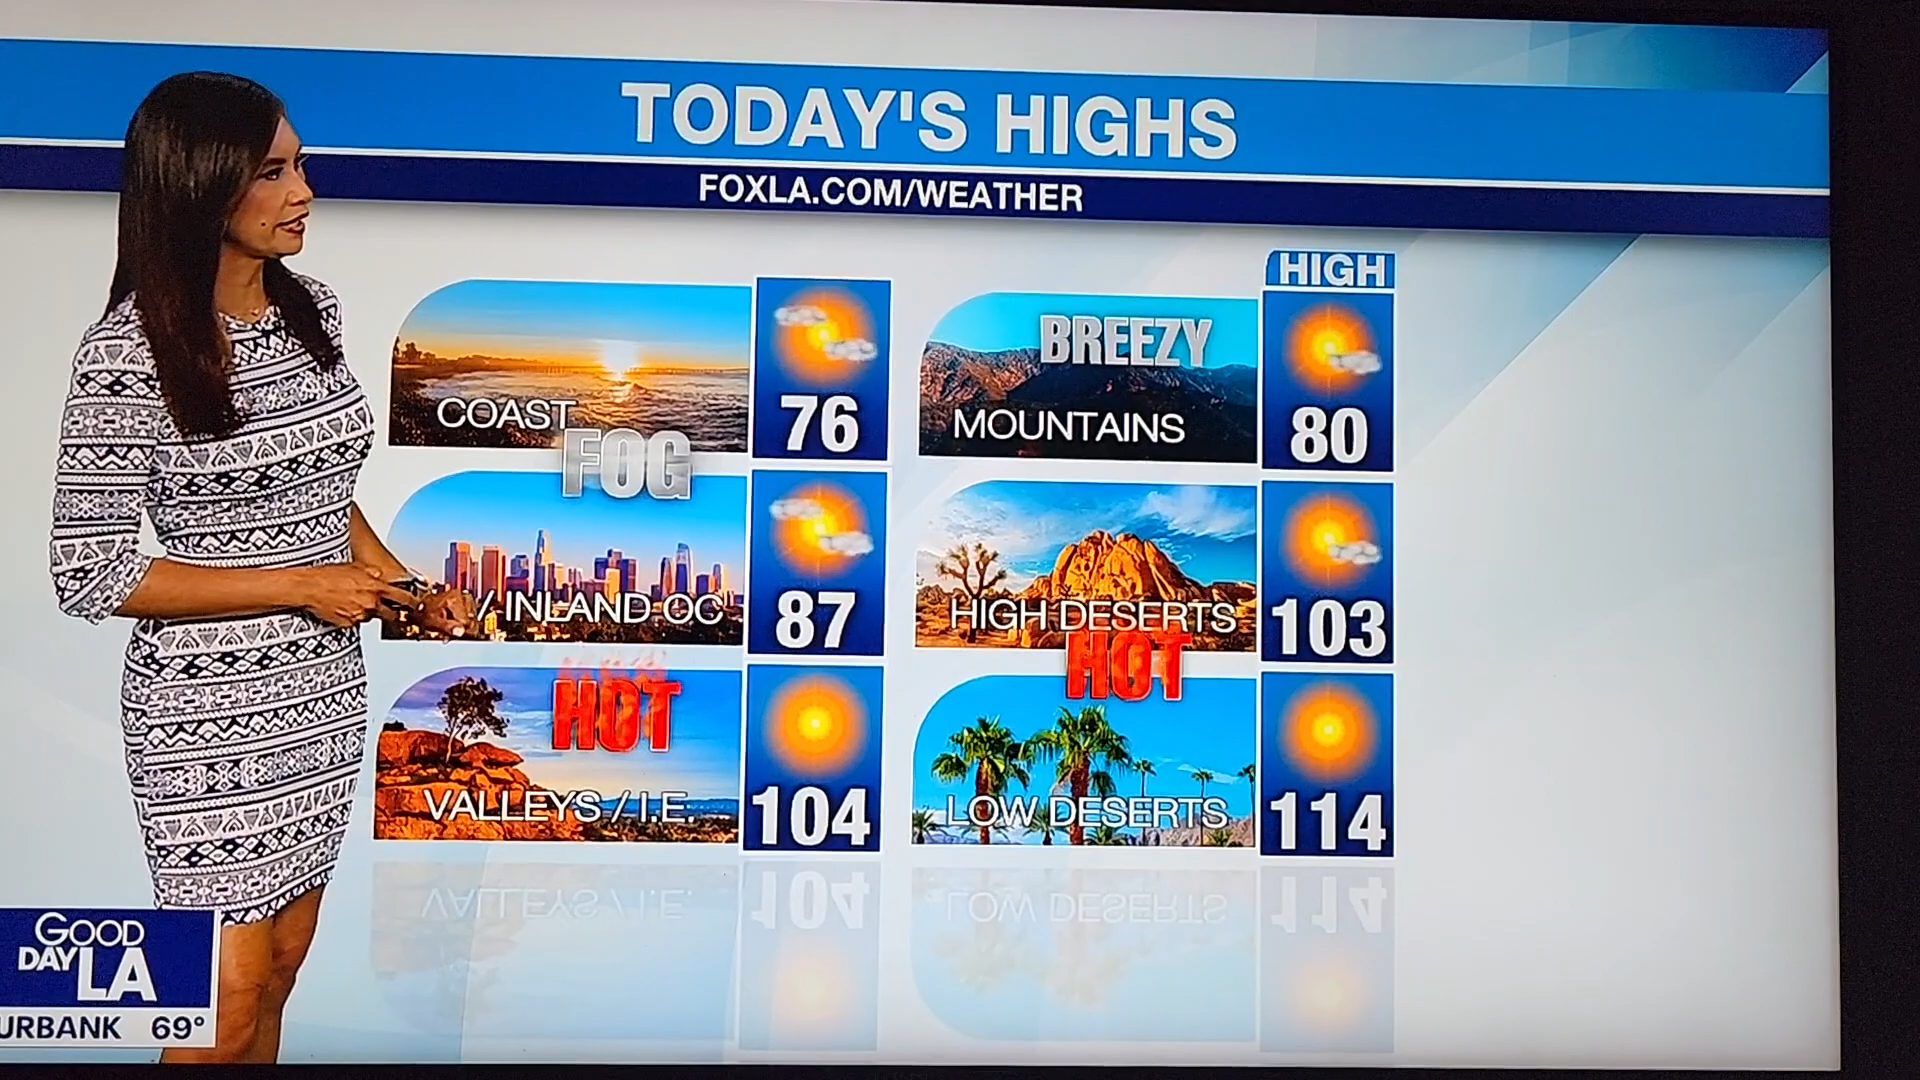 TODAY'S HIGHS
FOXLA.COM/WEATHER
COAST
FOG
76
/ INLAND OC
87
HOT
VALLEYS / I.E.
104
HIGH
BREEZY
MOUNTAINS
80
HIGH DESERTS
103
HOT
LOW DESERTS
114
GOOD
DAY LA
URBANK 69°